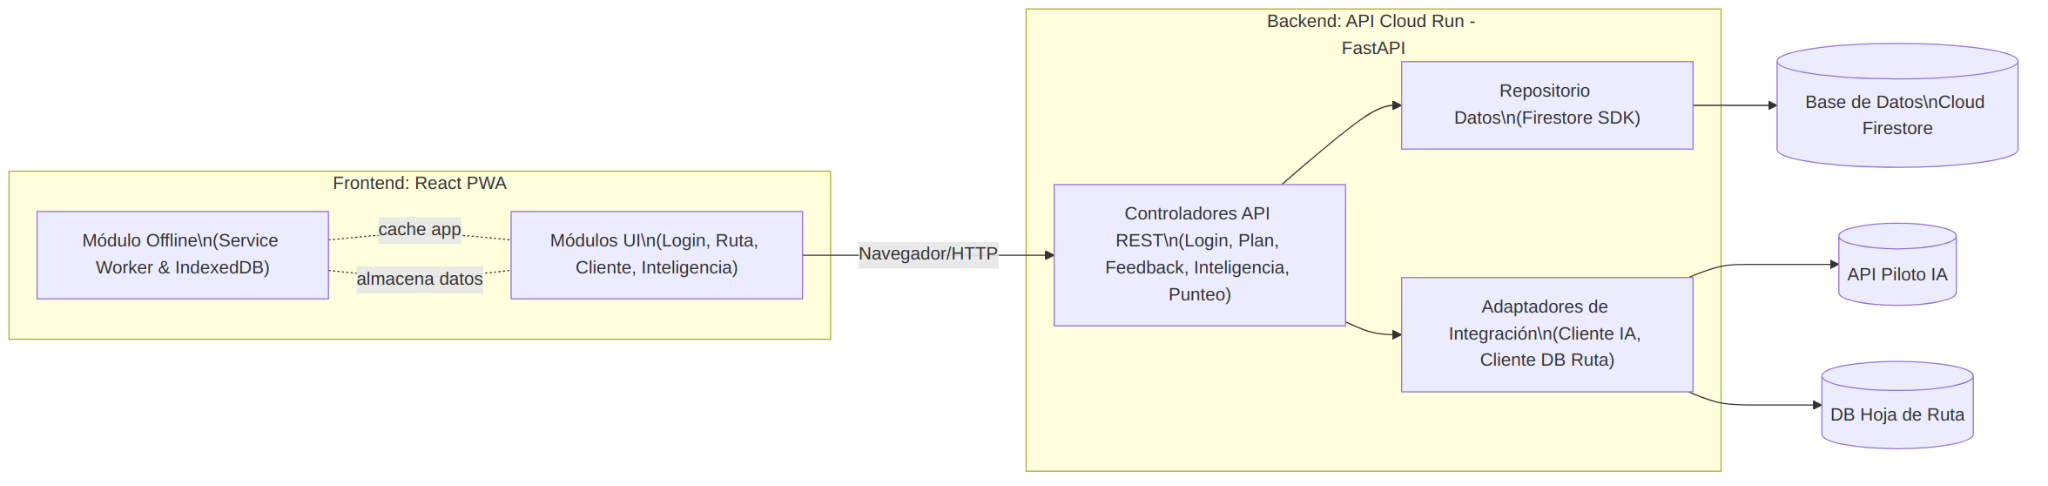 Frontend: React PWA
Módulo Offline\n(Service
Worker & IndexedDB)
cache app
almacena datos
Módulos UI\n(Login, Ruta,
Cliente, Inteligencia)
Navegador/HTTP
Backend: API Cloud Run -
FastAPI
Controladores API
REST\n(Login, Plan,
Feedback, Inteligencia,
Punteo)
Repositorio
Datos\n(Firestore SDK)
Adaptadores de
Integración\n(Cliente IA,
Cliente DB Ruta)
Base de Datos\nCloud
Firestore
API Piloto IA
DB Hoja de Ruta